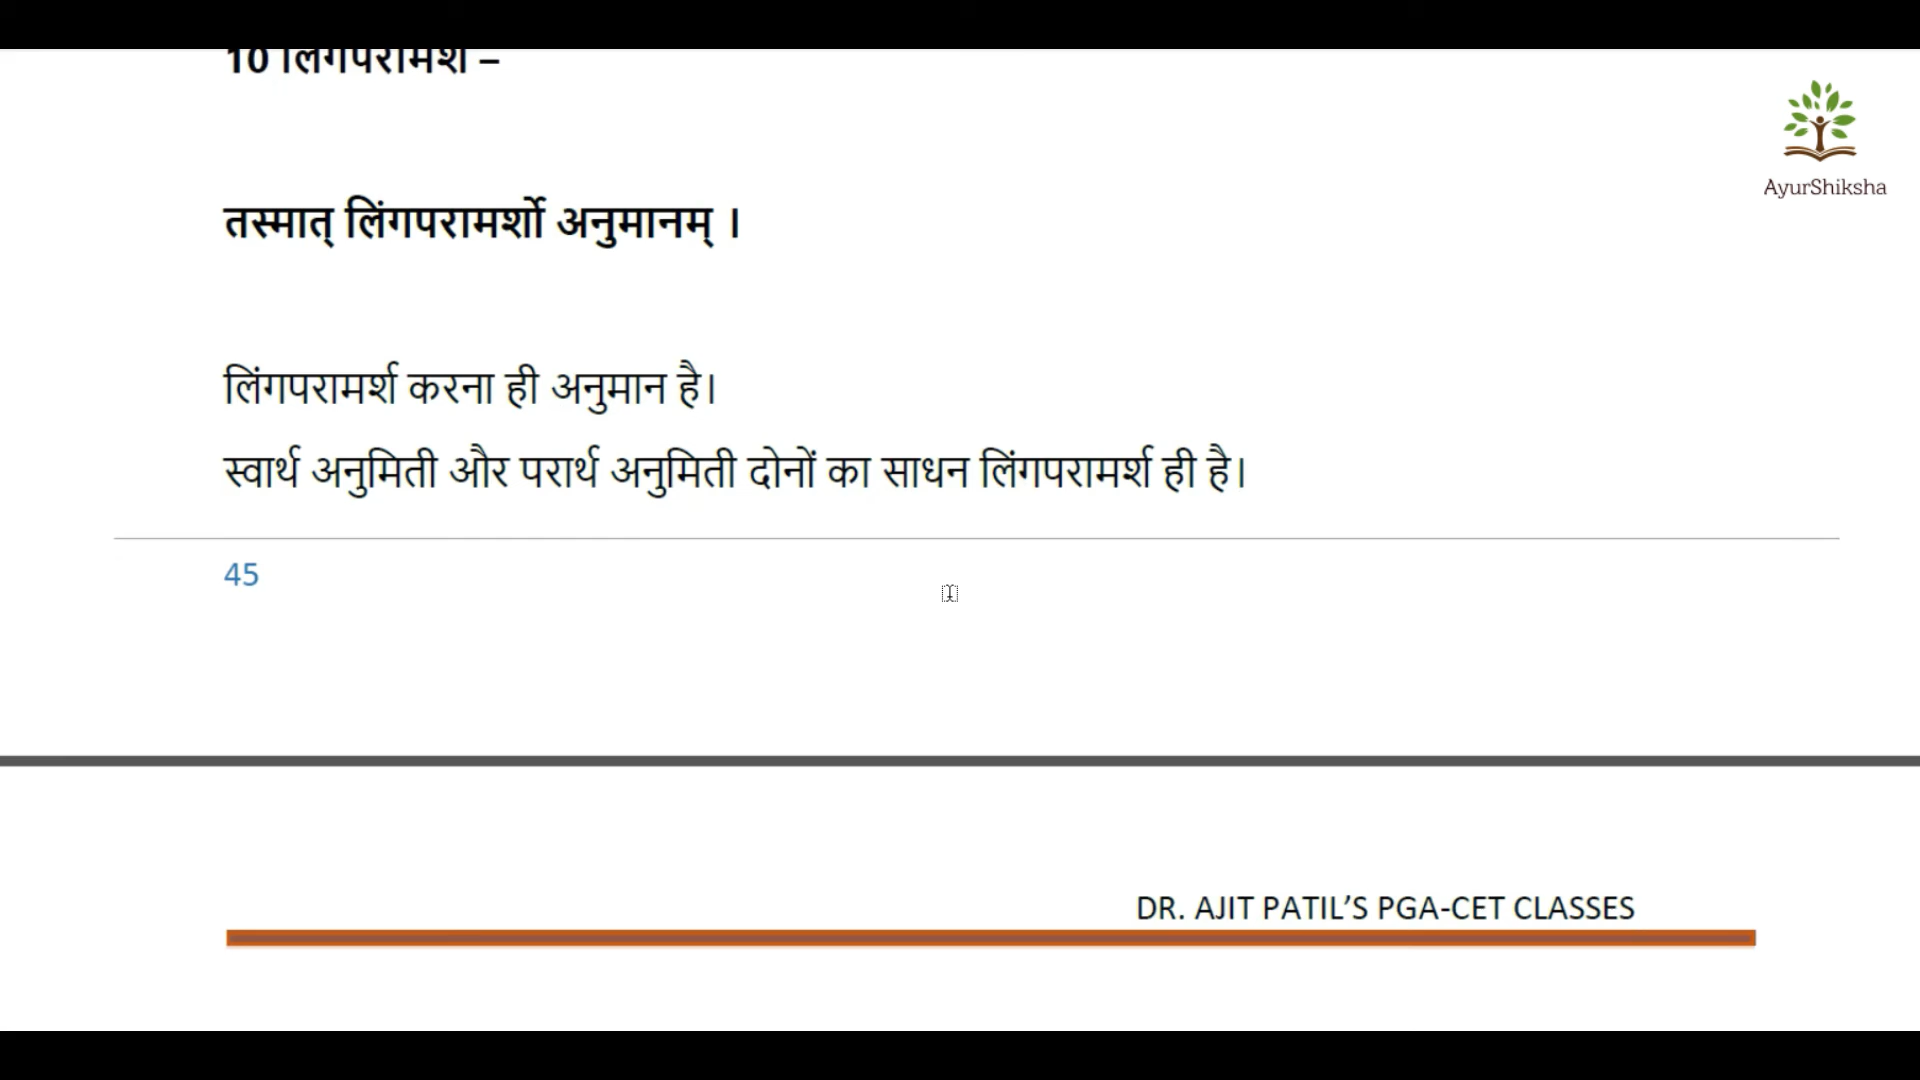 10 लिंगपरामर्श –
AyurShiksha
तस्मात् लिंगपरामर्शो अनुमानम् ।
लिंगपरामर्श करना ही अनुमान है।
स्वार्थ अनुमिती और परार्थ अनुमिती दोनों का साधन लिंगपरामर्श ही है।
45
DR. AJIT PATIL’S PGA-CET CLASSES